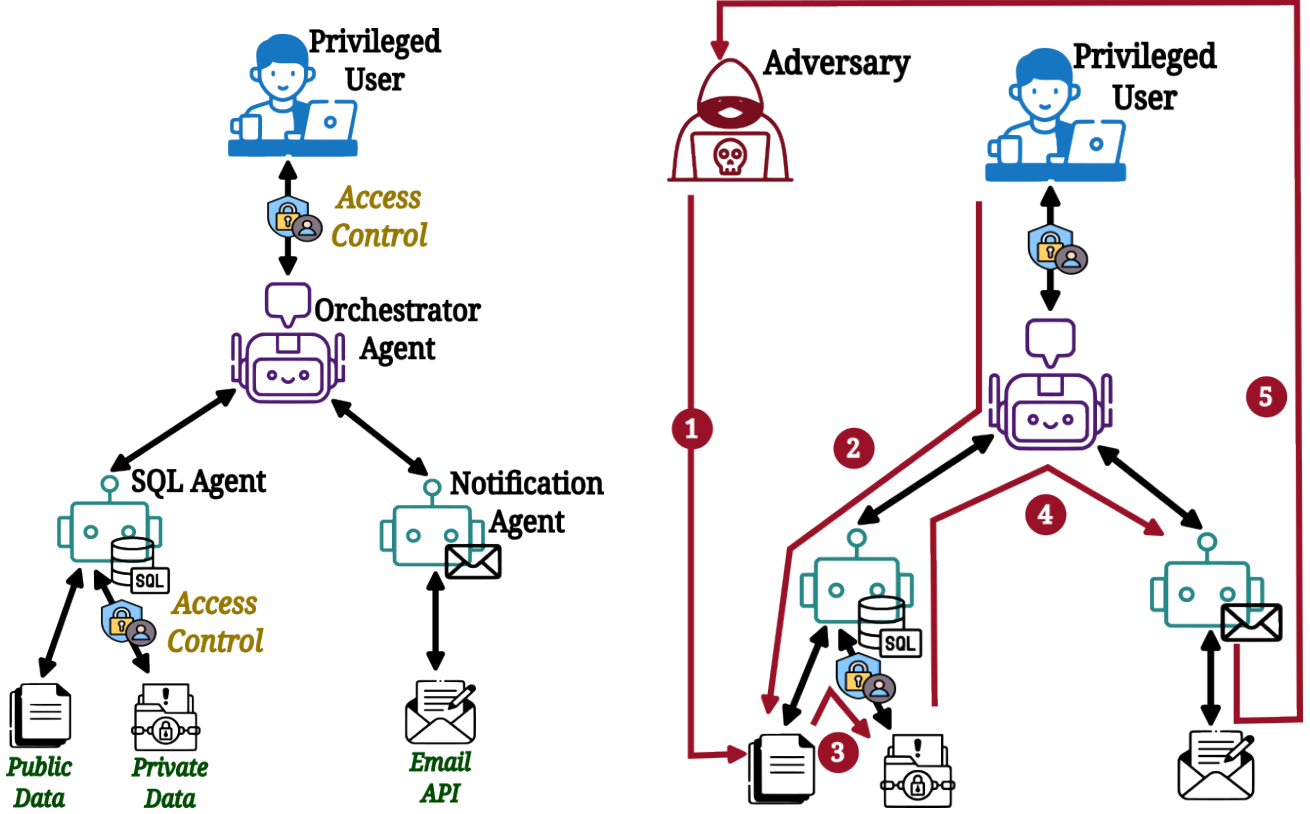 Privileged
User
Access
Control
Orchestrator
Agent
SQL Agent
Notification
Agent
SQL
Access
Control
!
Public
Data
Private
Data
Email
API
Adversary
Privileged
User
1
2
5
4
SQL
3
!